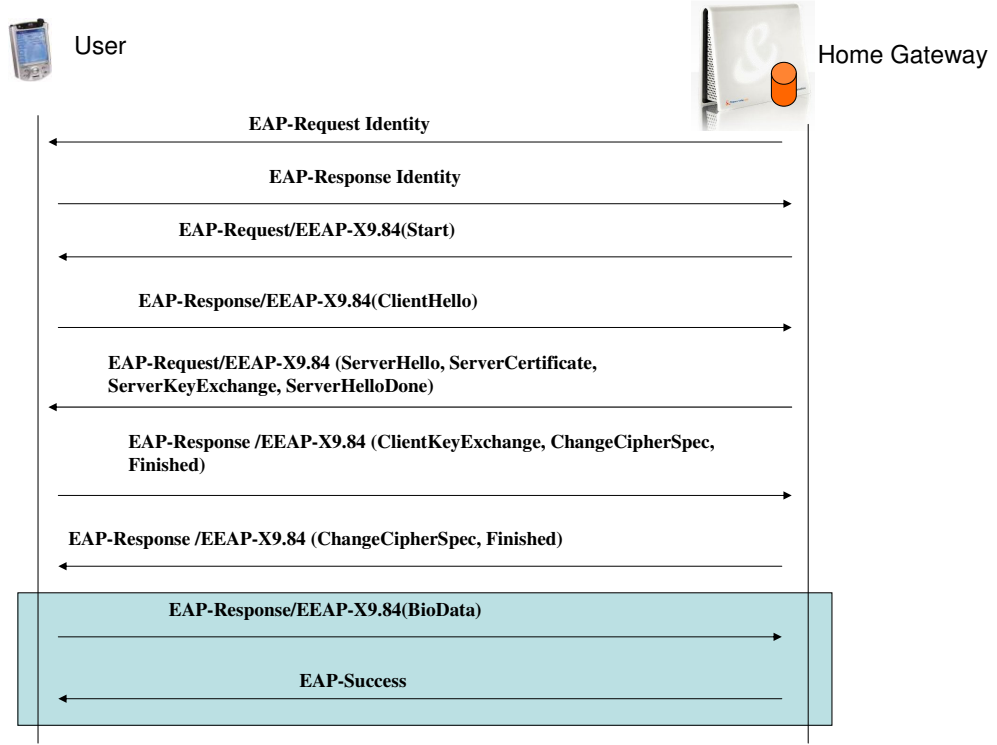 User
Home Gateway
EAP-Request Identity
EAP-Response Identity
EAP-Request/EEAP-X9.84(Start)
EAP-Response/EEAP-X9.84(ClientHello)
EAP-Request/EEAP-X9.84 (ServerHello, ServerCertificate,
ServerKeyExchange, ServerHelloDone)
EAP-Response /EEAP-X9.84 (ClientKeyExchange, ChangeCipherSpec,
Finished)
EAP-Response /EEAP-X9.84 (ChangeCipherSpec, Finished)
EAP-Response/EEAP-X9.84(BioData)
EAP-Success